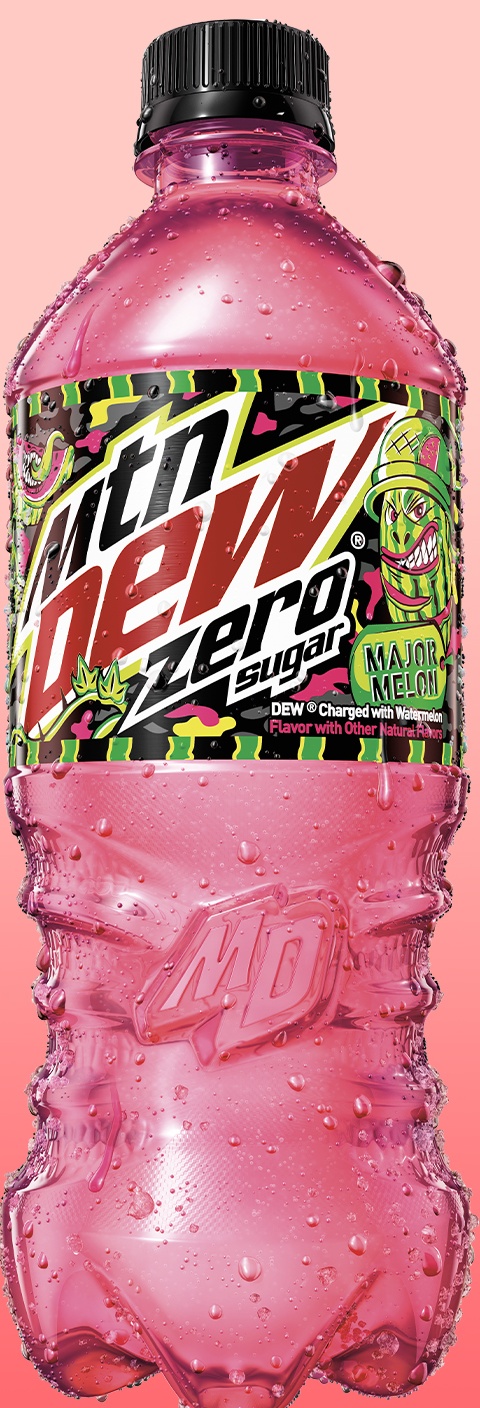 Mtn
DEW®
zero
sugar
MAJOR
MELON
DEW ® Charged with Watermelon
Flavor with Other Natural Flavors
MD